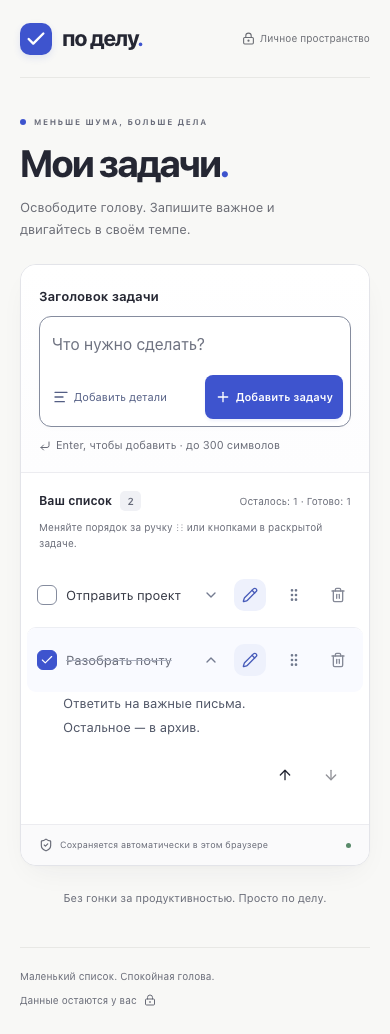 по делу.
Личное пространство
МЕНЬШЕ ШУМА, БОЛЬШЕ ДЕЛА
Мои задачи.
Освободите голову. Запишите важное и
двигайтесь в своём темпе.
Заголовок задачи
Что нужно сделать?
Добавить детали
Добавить задачу
Enter, чтобы добавить · до 300 символов
Ваш список 2
Осталось: 1 · Готово: 1
Меняйте порядок за ручку ⁝⁝ или кнопками в раскрытой
задаче.
Отправить проект
Разобрать почту
Ответить на важные письма.
Остальное — в архив.
Сохраняется автоматически в этом браузере
Без гонки за продуктивностью. Просто по делу.
Маленький список. Спокойная голова.
Данные остаются у вас